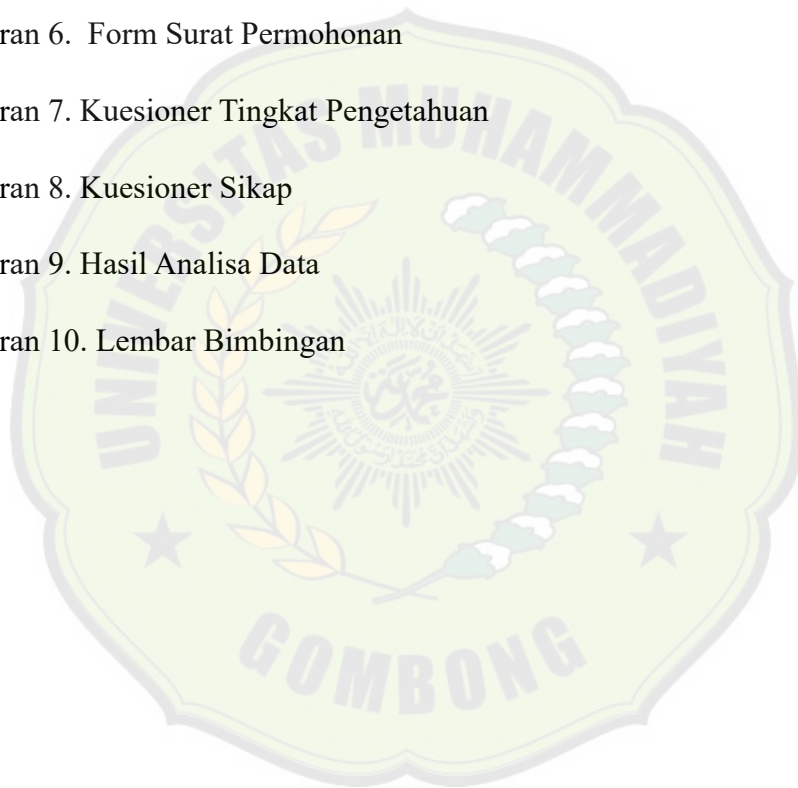 ran 6. Form Surat Permohonan
ran 7. Kuesioner Tingkat Pengetahuan
ran 8. Kuesioner Sikap
ran 9. Hasil Analisa Data
ran 10. Lembar Bimbingan
UNIVERSITAS MUHAMMADIYAH
GOMBONG